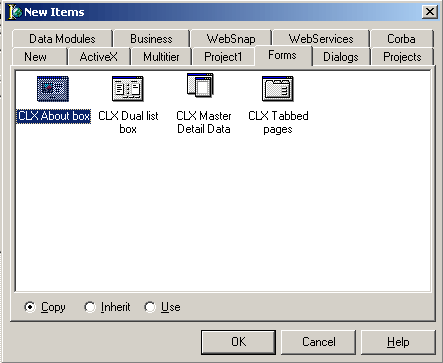 New Items
Data Modules Business WebSnap WebServices Corba
New ActiveX Multitier Project1 Forms Dialogs Projects
CLX About box CLX Dual list box CLX Master Detail Data CLX Tabbed pages
Copy Inherit Use
OK Cancel Help